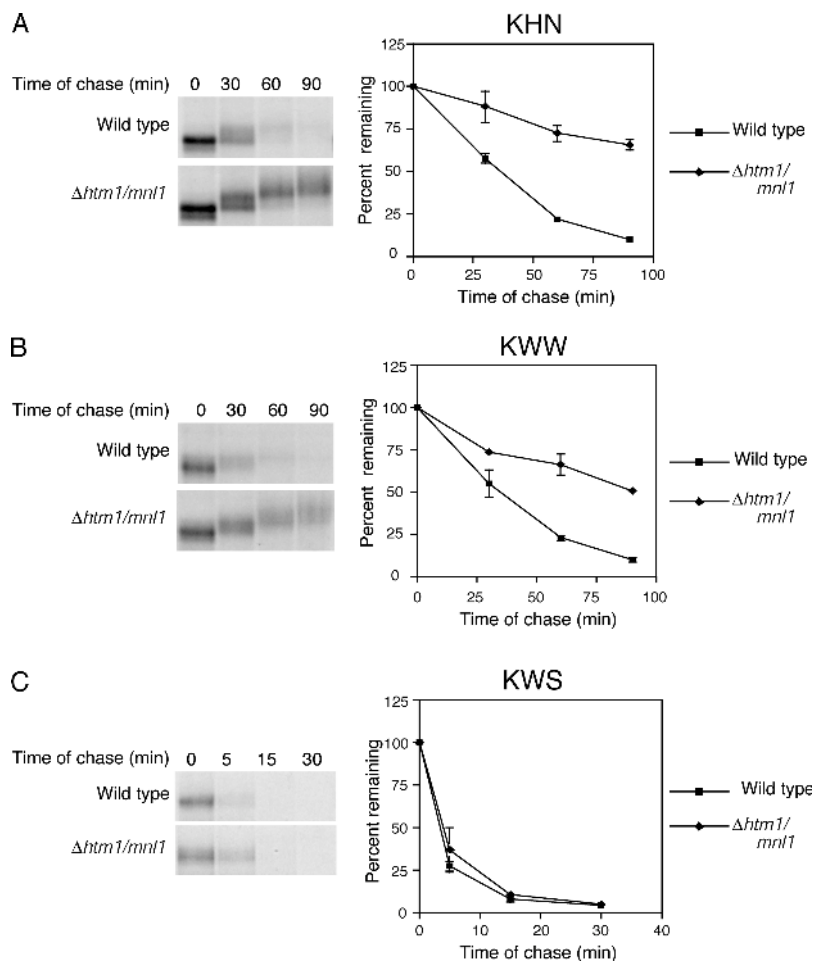 A
KHN
Time of chase (min) 0 30 60 90
Wild type
Δhtm1/mnl1
125
100
75
50
25
0
Percent remaining
0 25 50 75 100
Time of chase (min)
Wild type
Δhtm1/
mnl1
B
KWW
Time of chase (min) 0 30 60 90
Wild type
Δhtm1/mnl1
125
100
75
50
25
0
Percent remaining
0 25 50 75 100
Time of chase (min)
Wild type
Δhtm1/
mnl1
C
KWS
Time of chase (min) 0 5 15 30
Wild type
Δhtm1/mnl1
125
100
75
50
25
0
Percent remaining
0 10 20 30 40
Time of chase (min)
Wild type
Δhtm1/
mnl1